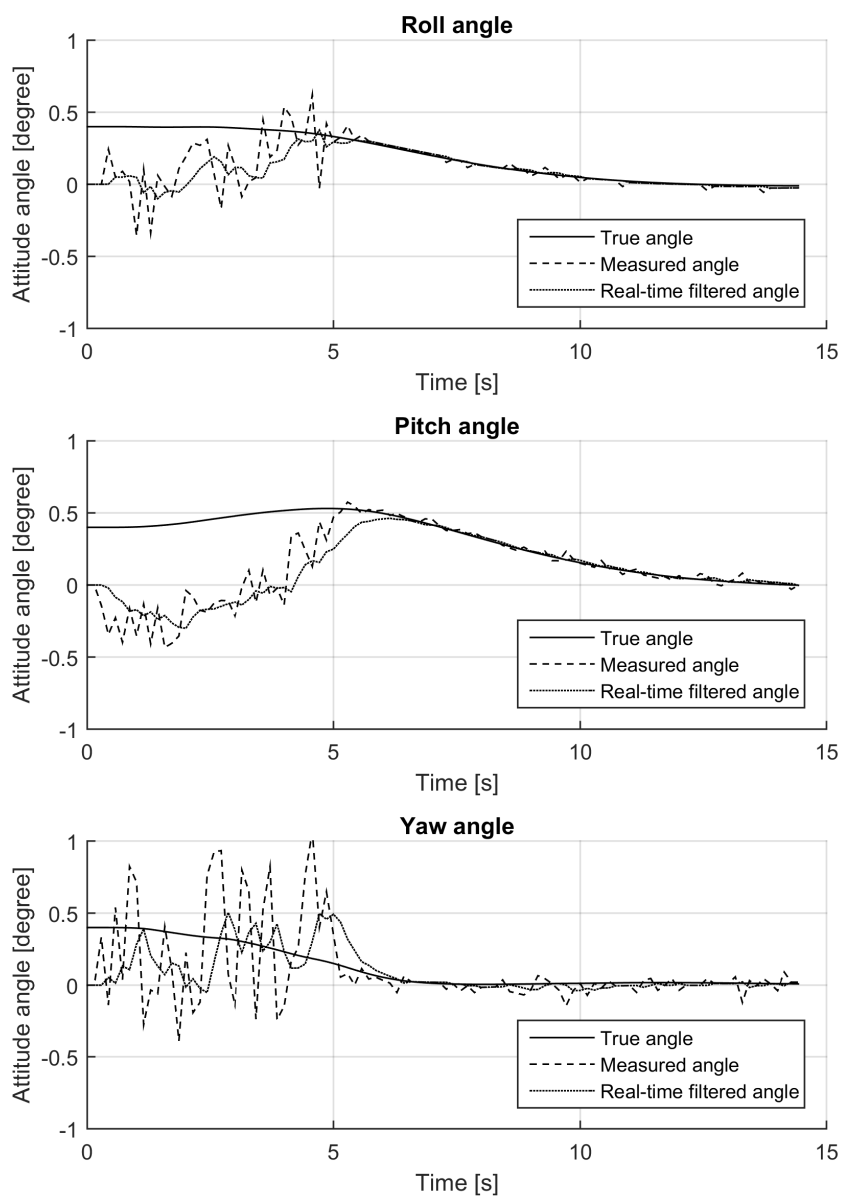 Roll angle
1
0.5
0
-0.5
-1
Attitude angle [degree]
True angle
Measured angle
Real-time filtered angle
0 5 10 15
Time [s]
Pitch angle
1
0.5
0
-0.5
-1
Attitude angle [degree]
True angle
Measured angle
Real-time filtered angle
0 5 10 15
Time [s]
Yaw angle
1
0.5
0
-0.5
-1
Attitude angle [degree]
True angle
Measured angle
Real-time filtered angle
0 5 10 15
Time [s]